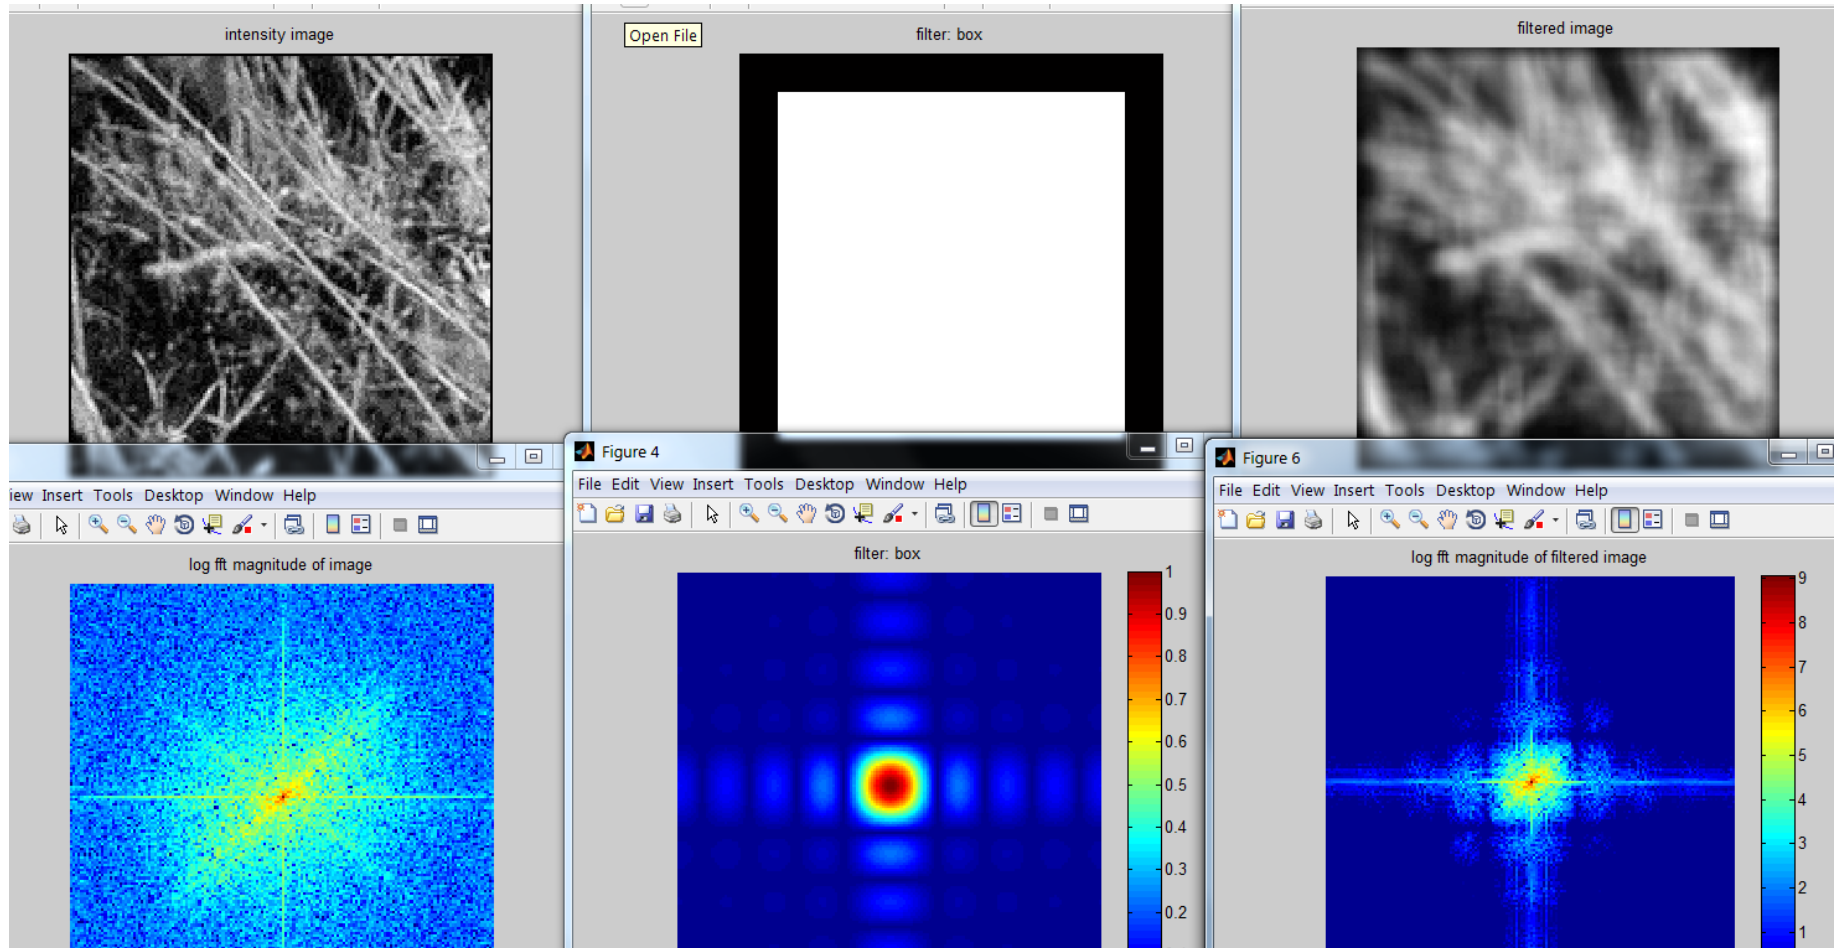 intensity image
Open File
filter: box
filtered image
Figure 4
Figure 6
iew Insert Tools Desktop Window Help
File Edit View Insert Tools Desktop Window Help
File Edit View Insert Tools Desktop Window Help
log fft magnitude of image
filter: box
1
0.9
0.8
0.7
0.6
0.5
0.4
0.3
0.2
log fft magnitude of filtered image
9
8
7
6
5
4
3
2
1